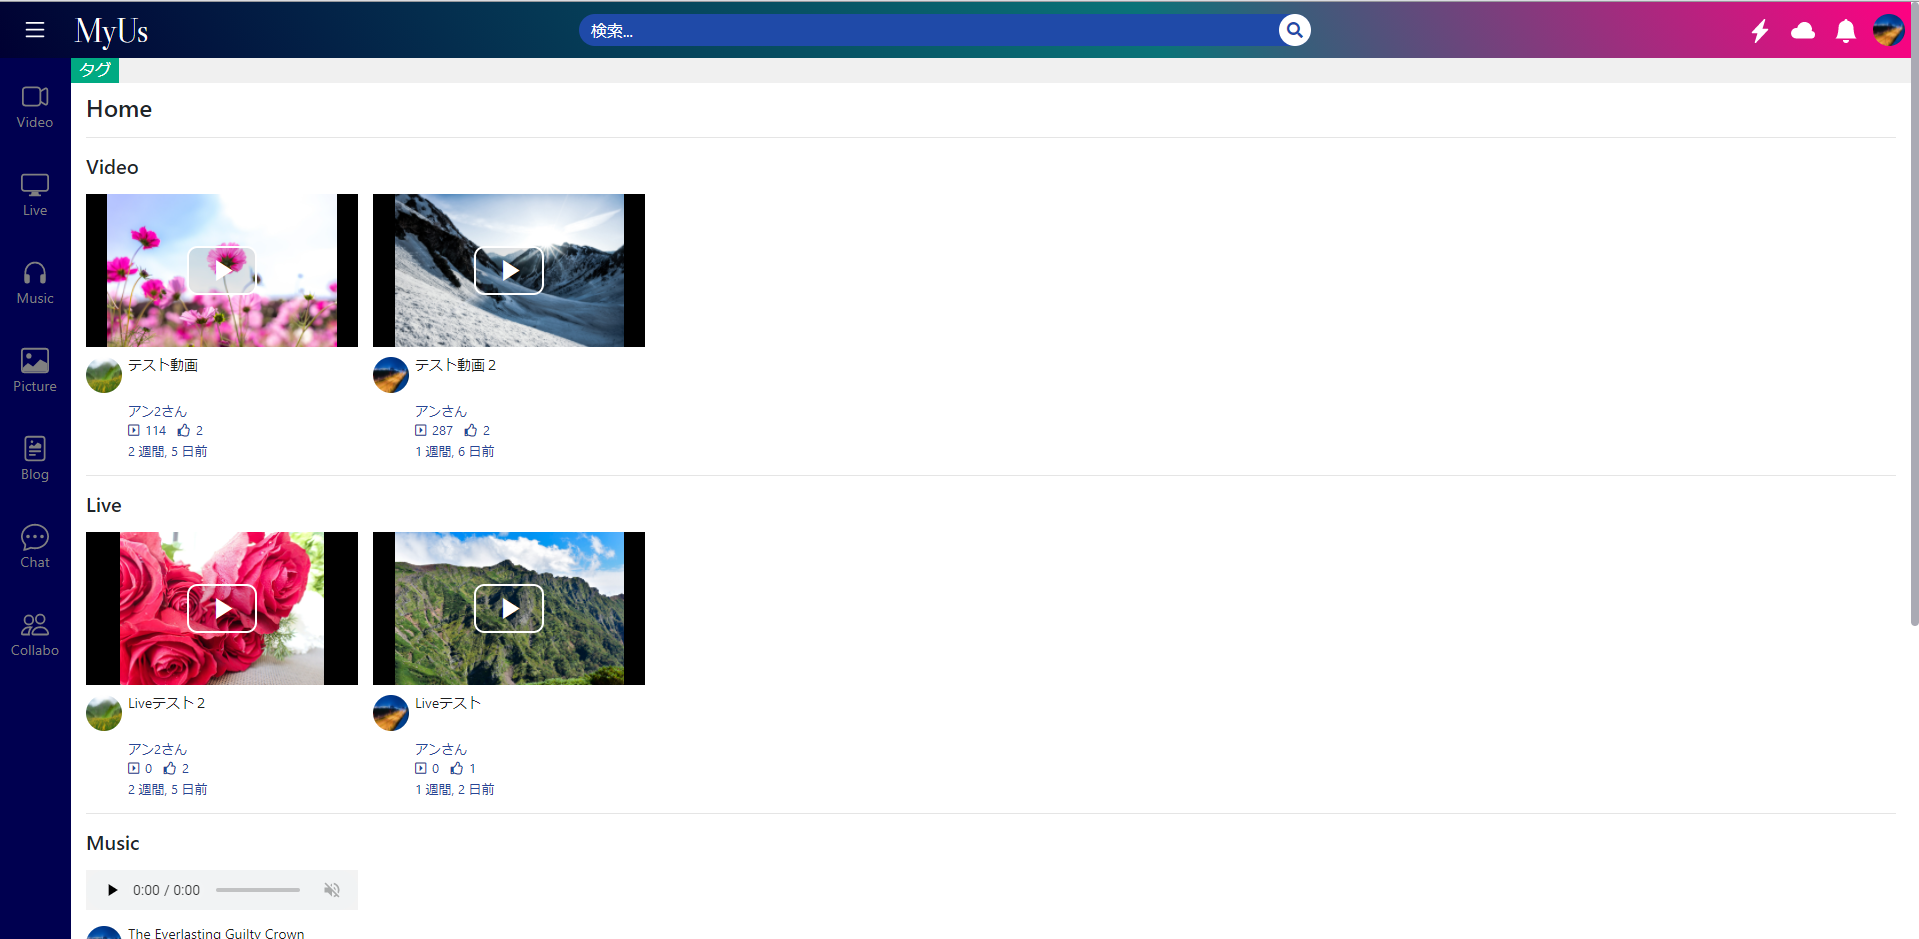 MyUs
検索...
タグ
Video
Live
Music
Picture
Blog
Chat
Collabo
Home
Video
テスト動画
アン2さん
114 2
2 週間, 5 日前
テスト動画２
アンさん
287 2
1 週間, 6 日前
Live
Liveテスト２
アン2さん
0 2
2 週間, 5 日前
Liveテスト
アンさん
0 1
1 週間, 2 日前
Music
0:00 / 0:00
The Everlasting Guilty Crown